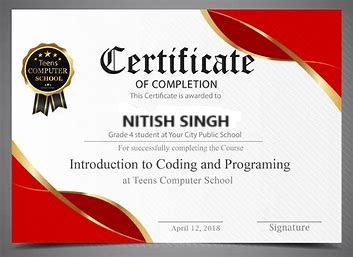 Teens
COMPUTER
SCHOOL
Certificate
OF COMPLETION
This Certificate is awarded to
NITISH SINGH
Grade 4 student at Your City Public School
For successfully completing the Course
Introduction to Coding and Programing
at Teens Computer School
April 12, 2018
Signature